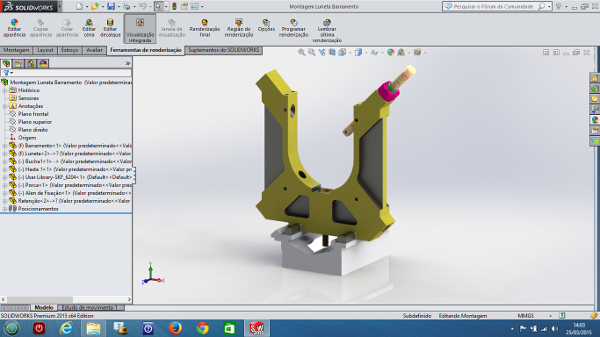 SOLIDWORKS
Montagem Luneta Barramento
Pesquisar o Fórum da Comunidade
Editar aparência
Copiar aparência
Colar aparência
Editar cena
Editar decalque
Visualização integrada
Janela de visualização
Renderização final
Região de renderização
Opções
Programar renderização
Lembrar última renderização
Montagem Layout Esboço Avaliar Ferramentas de renderização Suplementos do SOLIDWORKS
Montagem Luneta Barramento (Valor predeterminad
Histórico
Sensores
Anotações
Plano frontal
Plano superior
Plano direito
Origem
(f) Barramento<1> (Valor predeterminado<<Valo
(f) Luneta<2> ->? (Valor predeterminado<<Valor
(-) Bucha1<1> -> (Valor predeterminado<<Valor
(-) Haste 1<1> (Valor predeterminado<<Valor pr
(-) User Library-SKF_6204<1> (Default<<Default>
(-) Porca<1> (Valor predeterminado<<Valor pred
(-) Alen de Fixação<1> (Valor predeterminado<
Retenção<2> ->? (Valor predeterminado<<Valor
Posicionamentos
Modelo Estudo de movimento 1
SOLIDWORKS Premium 2015 x64 Edition Subdefinido Editando Montagem MMGS
14:03
25/03/2015